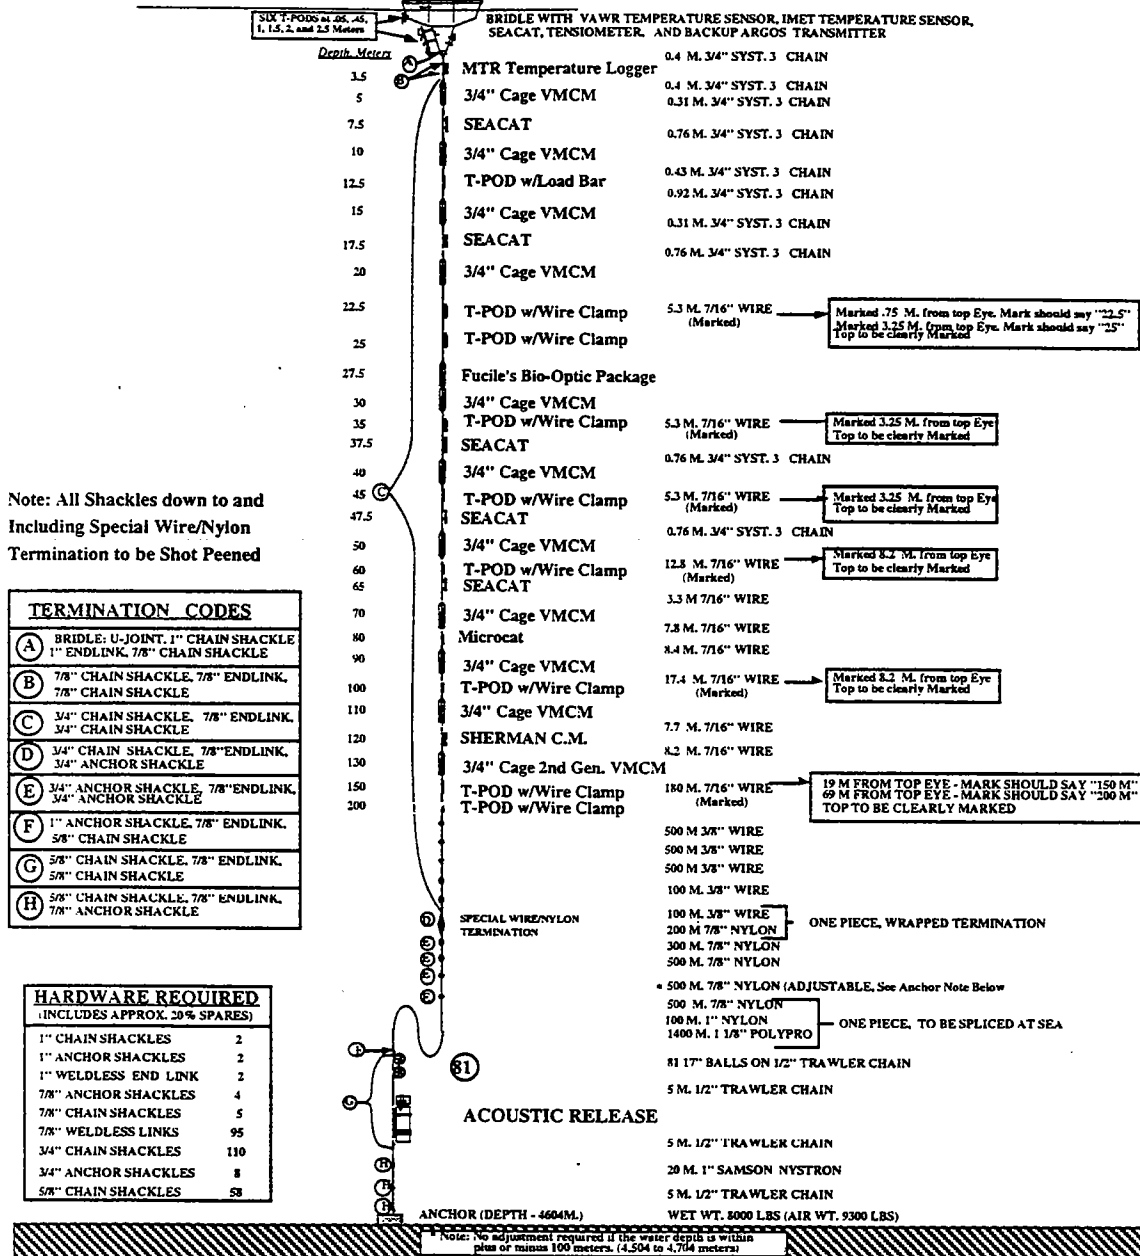 SIX T-PODS at .05, .45,
1, 1.5, 2, and 2.5 Meters
BRIDLE WITH VAWR TEMPERATURE SENSOR, IMET TEMPERATURE SENSOR,
SEACAT, TENSIOMETER, AND BACKUP ARGOS TRANSMITTER
Depth, Meters
A
0.4 M. 3/4" SYST. 3 CHAIN
3.5
B
MTR Temperature Logger
0.4 M. 3/4" SYST. 3 CHAIN
5
3/4" Cage VMCM
0.31 M. 3/4" SYST. 3 CHAIN
7.5
SEACAT
0.76 M. 3/4" SYST. 3 CHAIN
10
3/4" Cage VMCM
0.43 M. 3/4" SYST. 3 CHAIN
12.5
T-POD w/Load Bar
0.92 M. 3/4" SYST. 3 CHAIN
15
3/4" Cage VMCM
0.31 M. 3/4" SYST. 3 CHAIN
17.5
SEACAT
0.76 M. 3/4" SYST. 3 CHAIN
20
3/4" Cage VMCM
22.5
T-POD w/Wire Clamp
5.3 M. 7/16" WIRE
(Marked)
Marked .75 M. from top Eye. Mark should say "22.5"
Marked 3.25 M. from top Eye. Mark should say "25"
Top to be clearly Marked
25
T-POD w/Wire Clamp
27.5
Fucile's Bio-Optic Package
30
3/4" Cage VMCM
35
T-POD w/Wire Clamp
5.3 M. 7/16" WIRE
(Marked)
Marked 3.25 M. from top Eye
Top to be clearly Marked
37.5
SEACAT
0.76 M. 3/4" SYST. 3 CHAIN
40
3/4" Cage VMCM
45
C
T-POD w/Wire Clamp
5.3 M. 7/16" WIRE
(Marked)
Marked 3.25 M. from top Eye
Top to be clearly Marked
47.5
SEACAT
0.76 M. 3/4" SYST. 3 CHAIN
50
3/4" Cage VMCM
60
T-POD w/Wire Clamp
12.8 M. 7/16" WIRE
(Marked)
Marked 8.2 M. from top Eye
Top to be clearly Marked
65
SEACAT
3.3 M 7/16" WIRE
70
3/4" Cage VMCM
7.8 M. 7/16" WIRE
80
Microcat
8.4 M. 7/16" WIRE
90
3/4" Cage VMCM
100
T-POD w/Wire Clamp
17.4 M. 7/16" WIRE
(Marked)
Marked 8.2 M. from top Eye
Top to be clearly Marked
110
3/4" Cage VMCM
7.7 M. 7/16" WIRE
120
SHERMAN C.M.
8.2 M. 7/16" WIRE
130
3/4" Cage 2nd Gen. VMCM
150
T-POD w/Wire Clamp
180 M. 7/16" WIRE
(Marked)
19 M FROM TOP EYE - MARK SHOULD SAY "150 M"
69 M FROM TOP EYE - MARK SHOULD SAY "200 M"
TOP TO BE CLEARLY MARKED
200
T-POD w/Wire Clamp
500 M 3/8" WIRE
500 M 3/8" WIRE
500 M 3/8" WIRE
100 M. 3/8" WIRE
D
SPECIAL WIRE/NYLON
TERMINATION
100 M. 3/8" WIRE
200 M 7/8" NYLON
ONE PIECE, WRAPPED TERMINATION
E
300 M. 7/8" NYLON
E
500 M. 7/8" NYLON
E
* 500 M. 7/8" NYLON (ADJUSTABLE, See Anchor Note Below
E
500 M. 7/8" NYLON
100 M. 1" NYLON
1400 M. 1 1/8" POLYPRO
ONE PIECE, TO BE SPLICED AT SEA
F
81
81 17" BALLS ON 1/2" TRAWLER CHAIN
5 M. 1/2" TRAWLER CHAIN
G
ACOUSTIC RELEASE
5 M. 1/2" TRAWLER CHAIN
H
20 M. 1" SAMSON NYSTRON
H
5 M. 1/2" TRAWLER CHAIN
H
ANCHOR (DEPTH - 4604M.)
WET WT. 8000 LBS (AIR WT. 9300 LBS)
* Note: No adjustment required if the water depth is within
plus or minus 100 meters. (4,504 to 4,704 meters)
Note: All Shackles down to and
Including Special Wire/Nylon
Termination to be Shot Peened
TERMINATION CODES
A BRIDLE: U-JOINT, 1" CHAIN SHACKLE
1" ENDLINK, 7/8" CHAIN SHACKLE
B 7/8" CHAIN SHACKLE, 7/8" ENDLINK,
7/8" CHAIN SHACKLE
C 3/4" CHAIN SHACKLE, 7/8" ENDLINK,
3/4" CHAIN SHACKLE
D 3/4" CHAIN SHACKLE, 7/8"ENDLINK,
3/4" ANCHOR SHACKLE
E 3/4" ANCHOR SHACKLE, 7/8"ENDLINK,
3/4" ANCHOR SHACKLE
F 1" ANCHOR SHACKLE, 7/8" ENDLINK,
5/8" CHAIN SHACKLE
G 5/8" CHAIN SHACKLE, 7/8" ENDLINK,
5/8" CHAIN SHACKLE
H 5/8" CHAIN SHACKLE, 7/8" ENDLINK,
7/8" ANCHOR SHACKLE
HARDWARE REQUIRED
(INCLUDES APPROX. 20% SPARES)
1" CHAIN SHACKLES 2
1" ANCHOR SHACKLES 2
1" WELDLESS END LINK 2
7/8" ANCHOR SHACKLES 4
7/8" CHAIN SHACKLES 5
7/8" WELDLESS LINKS 95
3/4" CHAIN SHACKLES 110
3/4" ANCHOR SHACKLES 8
5/8" CHAIN SHACKLES 58